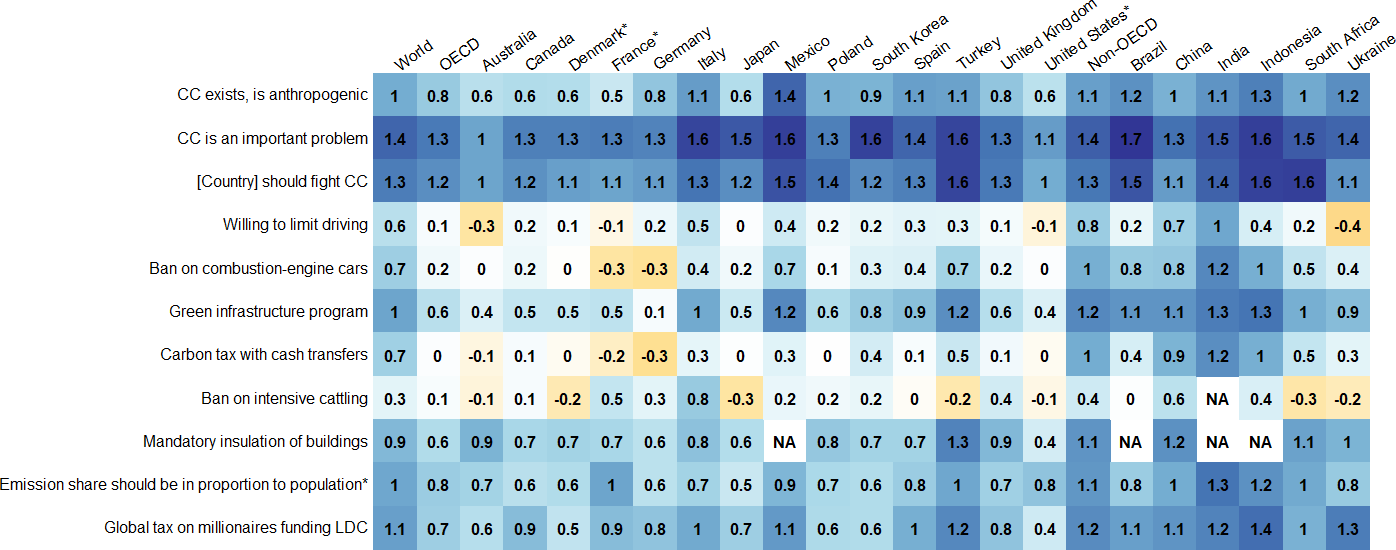 World OECD Australia Canada Denmark* France* Germany Italy Japan Mexico Poland South Korea Spain Turkey United Kingdom United States* Non-OECD Brazil China India Indonesia South Africa Ukraine
CC exists, is anthropogenic 1 0.8 0.6 0.6 0.6 0.5 0.8 1.1 0.6 1.4 1 0.9 1.1 1.1 0.8 0.6 1.1 1.2 1 1.1 1.3 1 1.2
CC is an important problem 1.4 1.3 1 1.3 1.3 1.3 1.3 1.6 1.5 1.6 1.3 1.6 1.4 1.6 1.3 1.1 1.4 1.7 1.3 1.5 1.6 1.5 1.4
[Country] should fight CC 1.3 1.2 1 1.2 1.1 1.1 1.1 1.3 1.2 1.5 1.4 1.2 1.3 1.6 1.3 1 1.3 1.5 1.1 1.4 1.6 1.6 1.1
Willing to limit driving 0.6 0.1 -0.3 0.2 0.1 -0.1 0.2 0.5 0 0.4 0.2 0.2 0.3 0.3 0.1 -0.1 0.8 0.2 0.7 1 0.4 0.2 -0.4
Ban on combustion-engine cars 0.7 0.2 0 0.2 0 -0.3 -0.3 0.4 0.2 0.7 0.1 0.3 0.4 0.7 0.2 0 1 0.8 0.8 1.2 1 0.5 0.4
Green infrastructure program 1 0.6 0.4 0.5 0.5 0.5 0.1 1 0.5 1.2 0.6 0.8 0.9 1.2 0.6 0.4 1.2 1.1 1.1 1.3 1.3 1 0.9
Carbon tax with cash transfers 0.7 0 -0.1 0.1 0 -0.2 -0.3 0.3 0 0.3 0 0.4 0.1 0.5 0.1 0 1 0.4 0.9 1.2 1 0.5 0.3
Ban on intensive cattling 0.3 0.1 -0.1 0.1 -0.2 0.5 0.3 0.8 -0.3 0.2 0.2 0.2 0 -0.2 0.4 -0.1 0.4 0 0.6 NA 0.4 -0.3 -0.2
Mandatory insulation of buildings 0.9 0.6 0.9 0.7 0.7 0.7 0.6 0.8 0.6 NA 0.8 0.7 0.7 1.3 0.9 0.4 1.1 NA 1.2 NA NA 1.1 1
Emission share should be in proportion to population* 1 0.8 0.7 0.6 0.6 1 0.6 0.7 0.5 0.9 0.7 0.6 0.8 1 0.7 0.8 1 0.8 1 1.3 1.2 1 0.8
Global tax on millionaires funding LDC 1.1 0.7 0.6 0.9 0.5 0.9 0.8 1 0.7 1.1 0.6 0.6 1 1.2 0.8 0.4 1.2 1.1 1.1 1.2 1.4 1 1.3